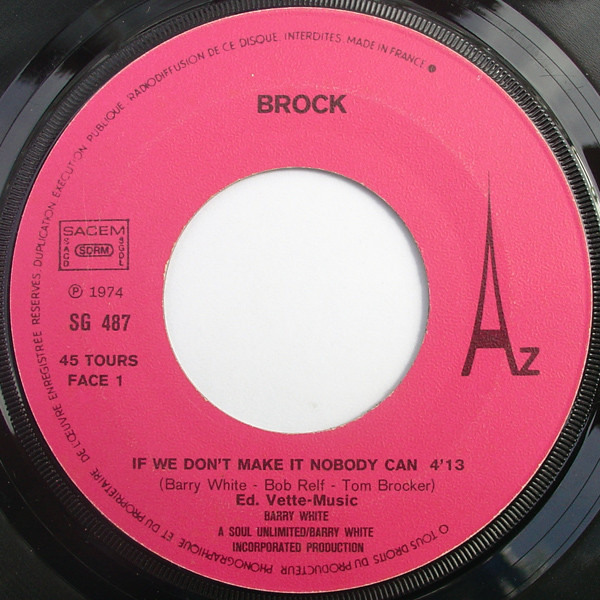 O TOUS DROITS DU PRODUCTEUR PHONOGRAPHIQUE ET DU PROPRIETAIRE DE L'ŒUVRE ENREGISTREE RESERVES DUPLICATION EXECUTION PUBLIQUE RADIODIFFUSION DE CE DISQUE INTERDITES MADE IN FRANCE
BROCK
SACEM
SACD SDRM SGDL
℗ 1974
SG 487
45 TOURS
FACE 1
AZ
IF WE DON'T MAKE IT NOBODY CAN 4'13
(Barry White - Bob Relf - Tom Brocker)
Ed. Vette-Music
BARRY WHITE
A SOUL UNLIMITED/BARRY WHITE
INCORPORATED PRODUCTION